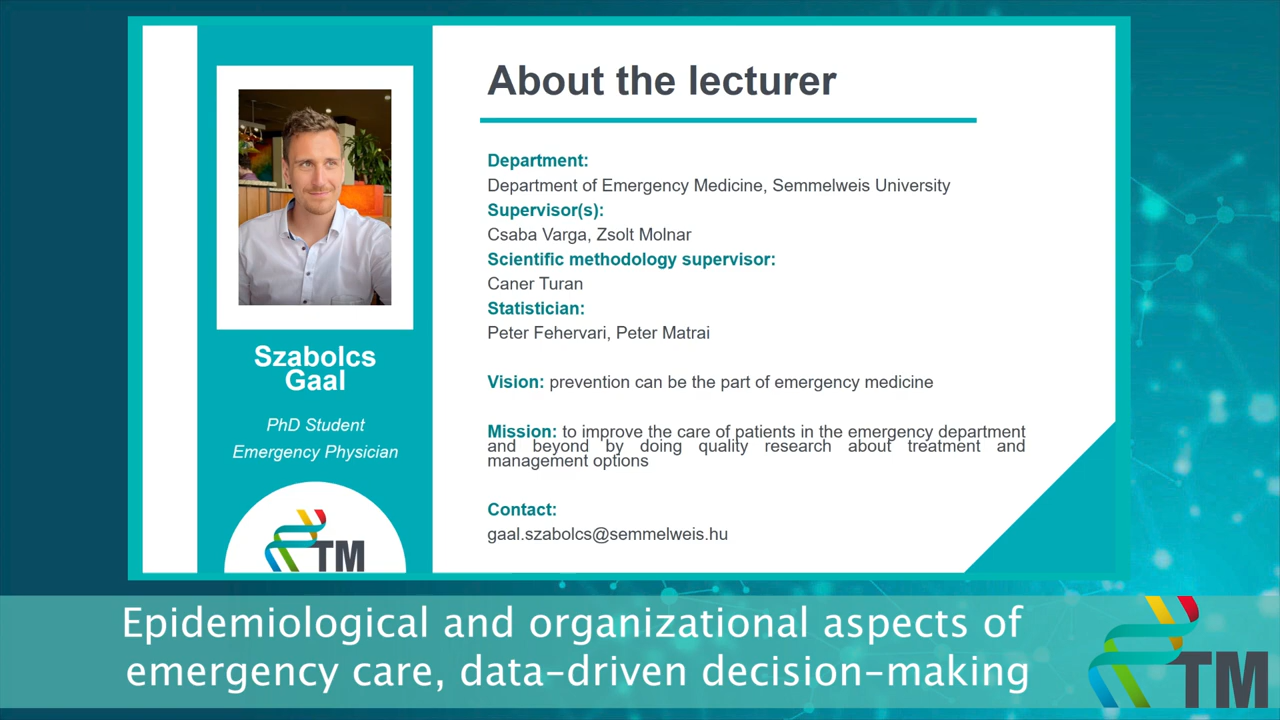 About the lecturer
Department:
Department of Emergency Medicine, Semmelweis University
Supervisor(s):
Csaba Varga, Zsolt Molnar
Scientific methodology supervisor:
Caner Turan
Statistician:
Peter Fehervari, Peter Matrai
Vision: prevention can be the part of emergency medicine
Mission: to improve the care of patients in the emergency department
and beyond by doing quality research about treatment and
management options
Contact:
gaal.szabolcs@semmelweis.hu
Szabolcs
Gaal
PhD Student
Emergency Physician
TM
Epidemiological and organizational aspects of
emergency care, data-driven decision-making
TM